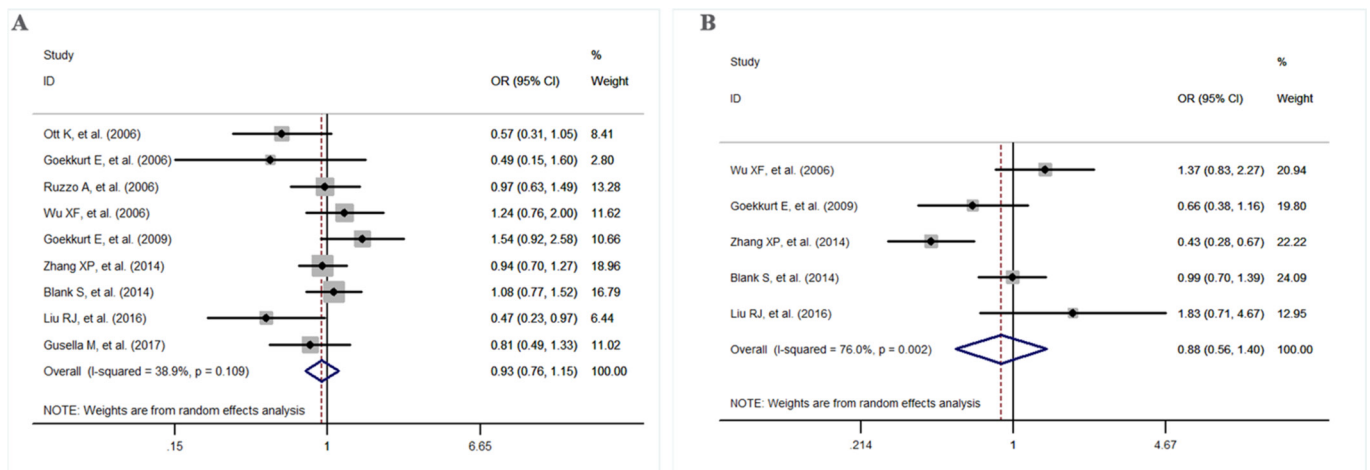 A
Study %
ID OR (95% CI) Weight
Ott K, et al. (2006) 0.57 (0.31, 1.05) 8.41
Goekkurt E, et al. (2006) 0.49 (0.15, 1.60) 2.80
Ruzzo A, et al. (2006) 0.97 (0.63, 1.49) 13.28
Wu XF, et al. (2006) 1.24 (0.76, 2.00) 11.62
Goekkurt E, et al. (2009) 1.54 (0.92, 2.58) 10.66
Zhang XP, et al. (2014) 0.94 (0.70, 1.27) 18.96
Blank S, et al. (2014) 1.08 (0.77, 1.52) 16.79
Liu RJ, et al. (2016) 0.47 (0.23, 0.97) 6.44
Gusella M, et al. (2017) 0.81 (0.49, 1.33) 11.02
Overall (I-squared = 38.9%, p = 0.109) 0.93 (0.76, 1.15) 100.00
NOTE: Weights are from random effects analysis
.15 1 6.65
B
Study %
ID OR (95% CI) Weight
Wu XF, et al. (2006) 1.37 (0.83, 2.27) 20.94
Goekkurt E, et al. (2009) 0.66 (0.38, 1.16) 19.80
Zhang XP, et al. (2014) 0.43 (0.28, 0.67) 22.22
Blank S, et al. (2014) 0.99 (0.70, 1.39) 24.09
Liu RJ, et al. (2016) 1.83 (0.71, 4.67) 12.95
Overall (I-squared = 76.0%, p = 0.002) 0.88 (0.56, 1.40) 100.00
NOTE: Weights are from random effects analysis
.214 1 4.67